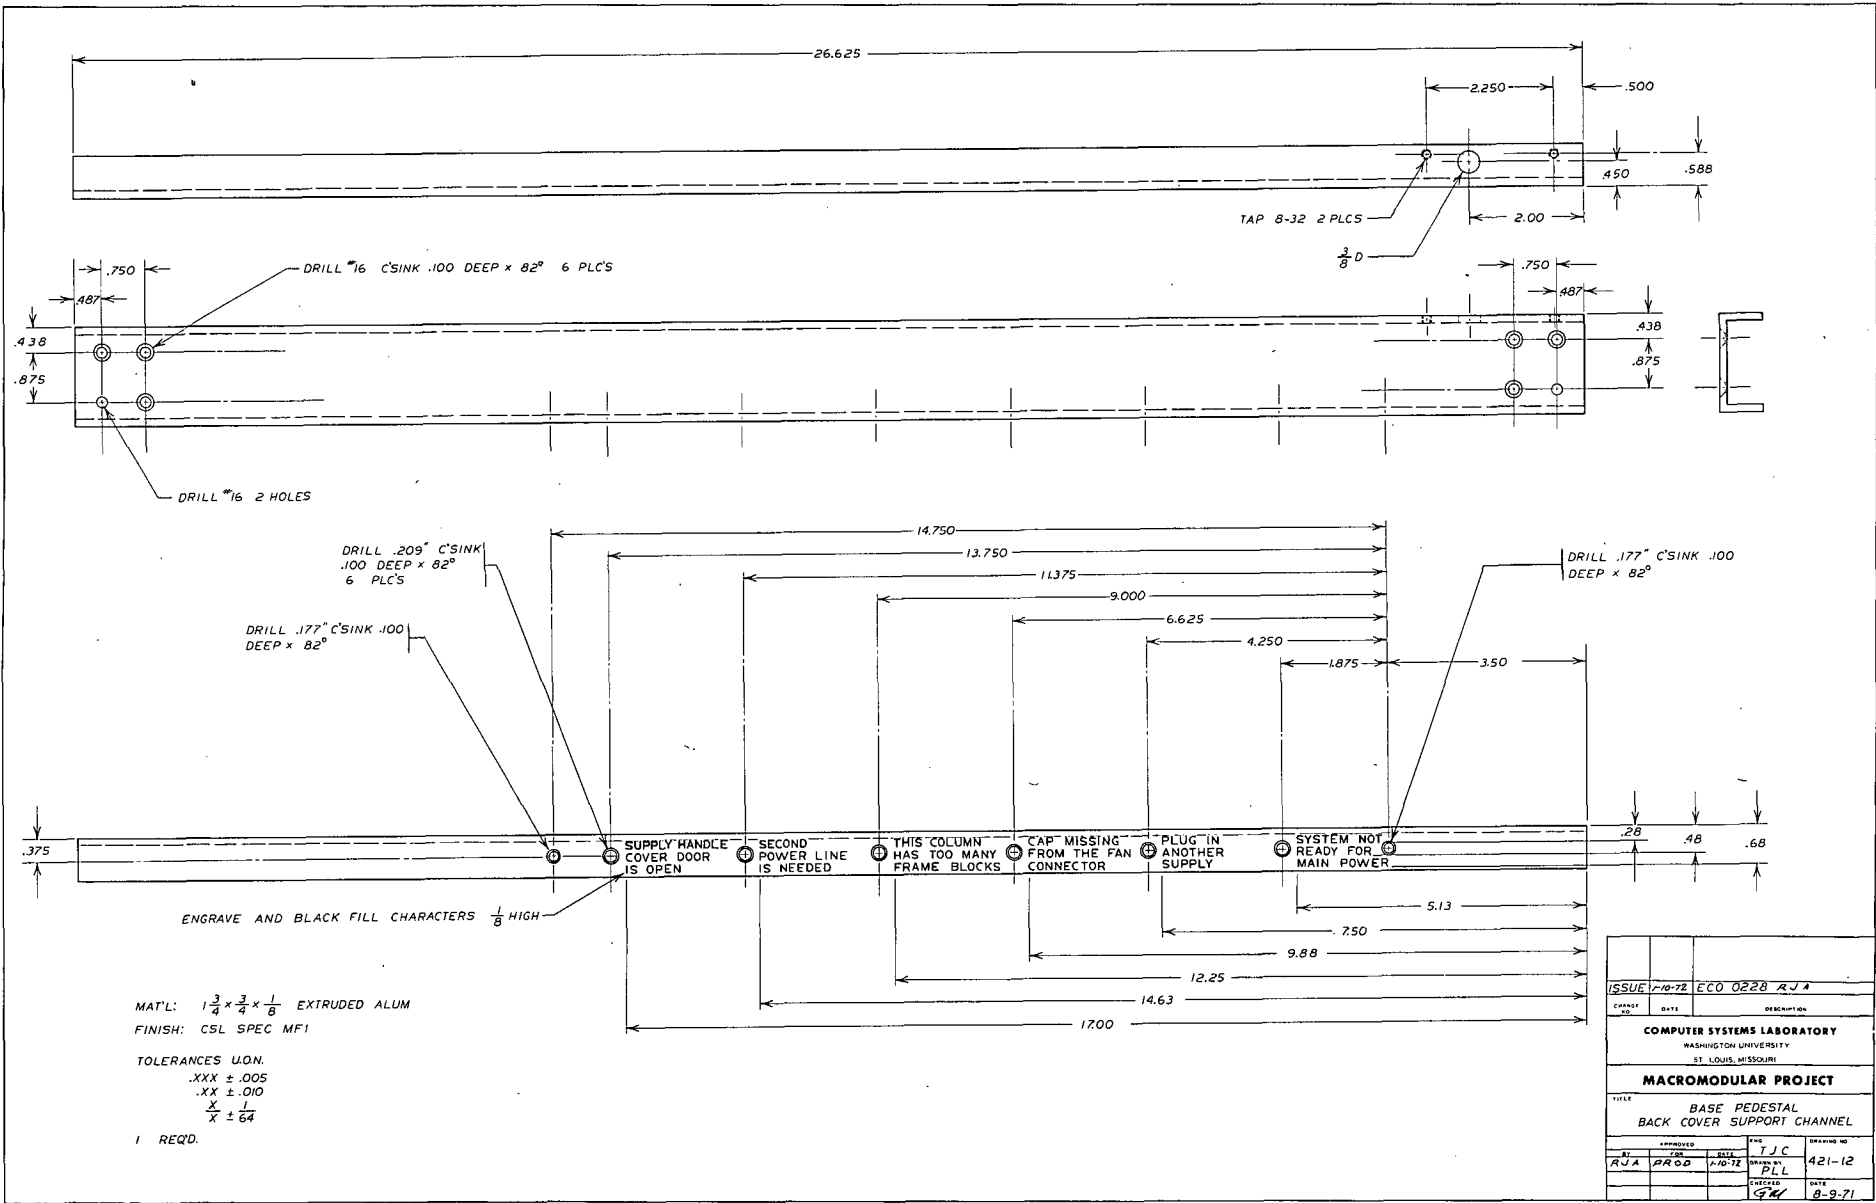 26.625
2.250
.500
.450
.588
TAP 8-32 2 PLCS
2.00
3/8 D
.750
DRILL #16 C'SINK .100 DEEP × 82° 6 PLC'S
.487
.438
.875
DRILL #16 2 HOLES
.750
.487
.438
.875
14.750
13.750
11.375
9.000
6.625
4.250
1.875
3.50
DRILL .209" C'SINK
.100 DEEP × 82°
6 PLC'S
DRILL .177" C'SINK .100
DEEP × 82°
DRILL .177" C'SINK .100
DEEP × 82°
.375
SUPPLY HANDLE
COVER DOOR
IS OPEN
SECOND
POWER LINE
IS NEEDED
THIS COLUMN
HAS TOO MANY
FRAME BLOCKS
CAP MISSING
FROM THE FAN
CONNECTOR
PLUG IN
ANOTHER
SUPPLY
SYSTEM NOT
READY FOR
MAIN POWER
.28
.48
.68
ENGRAVE AND BLACK FILL CHARACTERS 1/8 HIGH
5.13
7.50
9.88
12.25
14.63
17.00
MAT'L: 1 3/4 × 3/4 × 1/8 EXTRUDED ALUM
FINISH: CSL SPEC MF1
TOLERANCES U.O.N.
.XXX ± .005
.XX ± .010
X/X ± 1/64
1 REQ'D.
ISSUE 1-10-72 ECO 0228 RJA
CHANGE NO DATE DESCRIPTION
COMPUTER SYSTEMS LABORATORY
WASHINGTON UNIVERSITY
ST. LOUIS, MISSOURI
MACROMODULAR PROJECT
TITLE
BASE PEDESTAL
BACK COVER SUPPORT CHANNEL
APPROVED
BY FOR DATE
RJA PROD 1-10-72
ENG TJC
DRAWN BY PLL
CHECKED GM
DRAWING NO
421-12
DATE
8-9-71